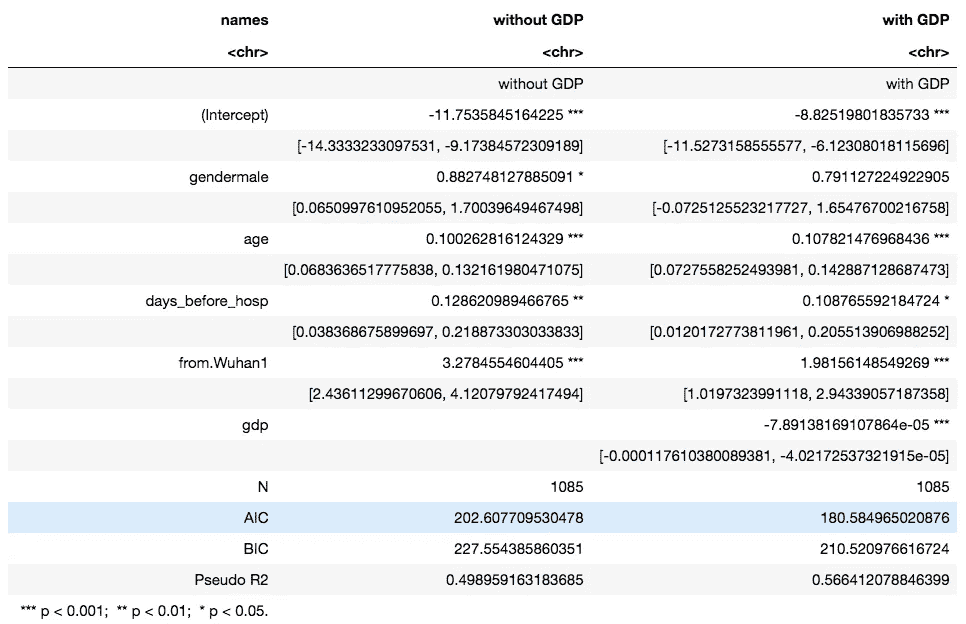 names without GDP with GDP
<chr> <chr> <chr>
without GDP with GDP
(Intercept) -11.7535845164225 *** -8.82519801835733 ***
[-14.3333233097531, -9.17384572309189] [-11.5273158555577, -6.12308018115696]
gendermale 0.882748127885091 * 0.791127224922905
[0.0650997610952055, 1.70039649467498] [-0.0725125523217727, 1.65476700216758]
age 0.100262816124329 *** 0.107821476968436 ***
[0.0683636517775838, 0.132161980471075] [0.0727558252493981, 0.142887128687473]
days_before_hosp 0.128620989466765 ** 0.108765592184724 *
[0.038368675899697, 0.218873303033833] [0.0120172773811961, 0.205513906988252]
from.Wuhan1 3.2784554604405 *** 1.98156148549269 ***
[2.43611299670606, 4.12079792417494] [1.0197323991118, 2.94339057187358]
gdp -7.89138169107864e-05 ***
[-0.000117610380089381, -4.02172537321915e-05]
N 1085 1085
AIC 202.607709530478 180.584965020876
BIC 227.554385860351 210.520976616724
Pseudo R2 0.498959163183685 0.566412078846399
*** p < 0.001; ** p < 0.01; * p < 0.05.